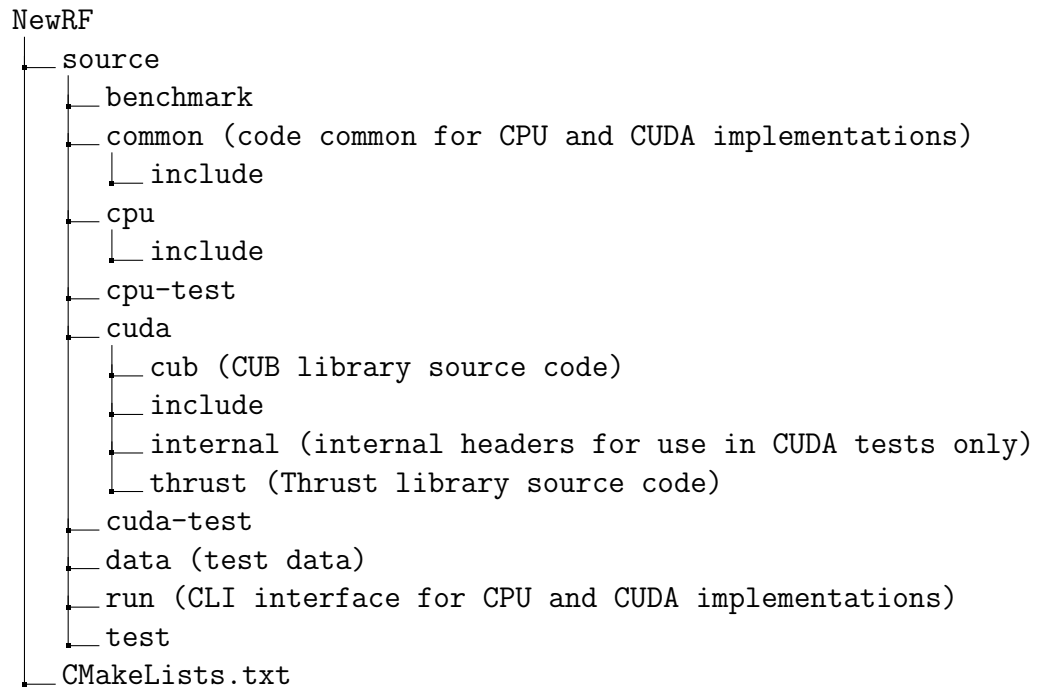 NewRF
source
benchmark
common (code common for CPU and CUDA implementations)
include
cpu
include
cpu-test
cuda
cub (CUB library source code)
include
internal (internal headers for use in CUDA tests only)
thrust (Thrust library source code)
cuda-test
data (test data)
run (CLI interface for CPU and CUDA implementations)
test
CMakeLists.txt